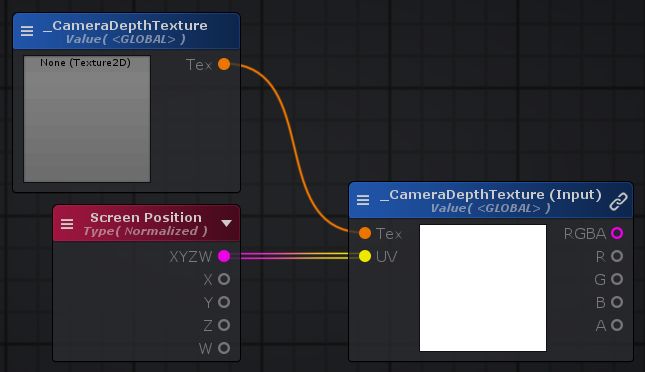 _CameraDepthTexture
Value( <GLOBAL> )
None (Texture2D)
Tex
Screen Position
Type( Normalized )
XYZW
X
Y
Z
W
_CameraDepthTexture (Input)
Value( <GLOBAL> )
Tex
RGBA
UV
R
G
B
A